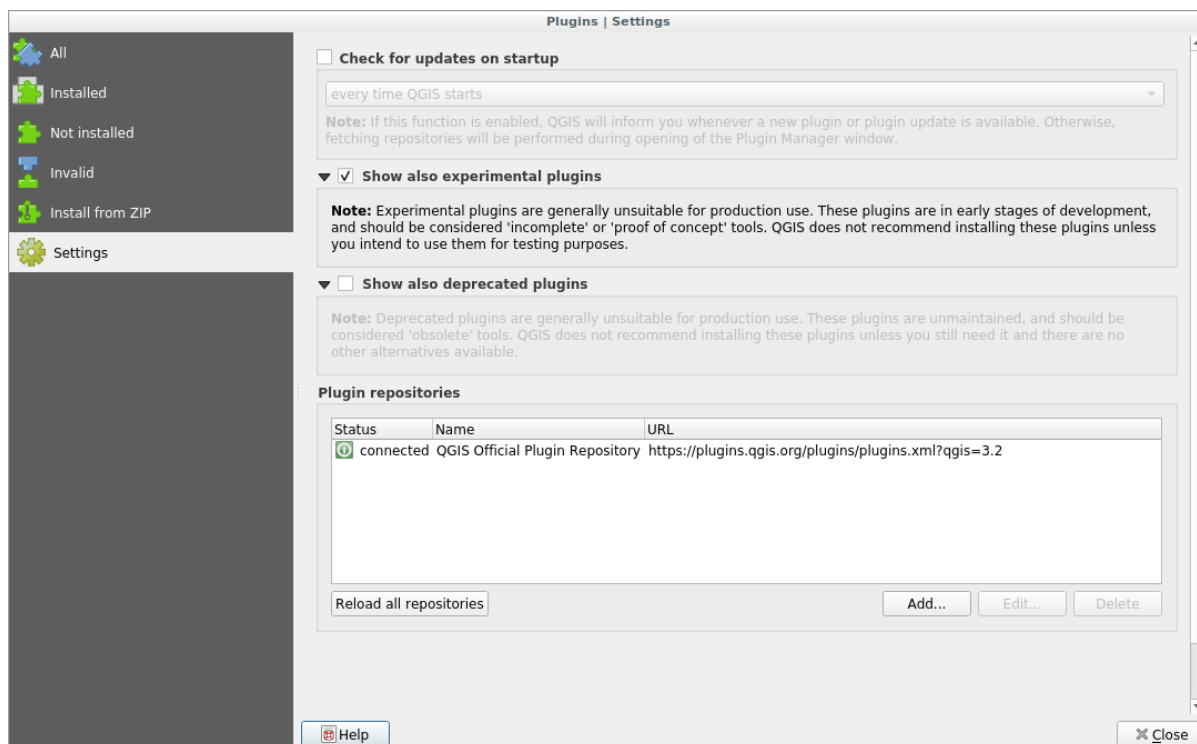 Plugins | Settings
All
Installed
Not installed
Invalid
Install from ZIP
Settings
Check for updates on startup
every time QGIS starts
Note: If this function is enabled, QGIS will inform you whenever a new plugin or plugin update is available. Otherwise,
fetching repositories will be performed during opening of the Plugin Manager window.
Show also experimental plugins
Note: Experimental plugins are generally unsuitable for production use. These plugins are in early stages of development,
and should be considered 'incomplete' or 'proof of concept' tools. QGIS does not recommend installing these plugins unless
you intend to use them for testing purposes.
Show also deprecated plugins
Note: Deprecated plugins are generally unsuitable for production use. These plugins are unmaintained, and should be
considered 'obsolete' tools. QGIS does not recommend installing these plugins unless you still need it and there are no
other alternatives available.
Plugin repositories
Status Name URL
connected QGIS Official Plugin Repository https://plugins.qgis.org/plugins/plugins.xml?qgis=3.2
Reload all repositories Add... Edit... Delete
Help Close